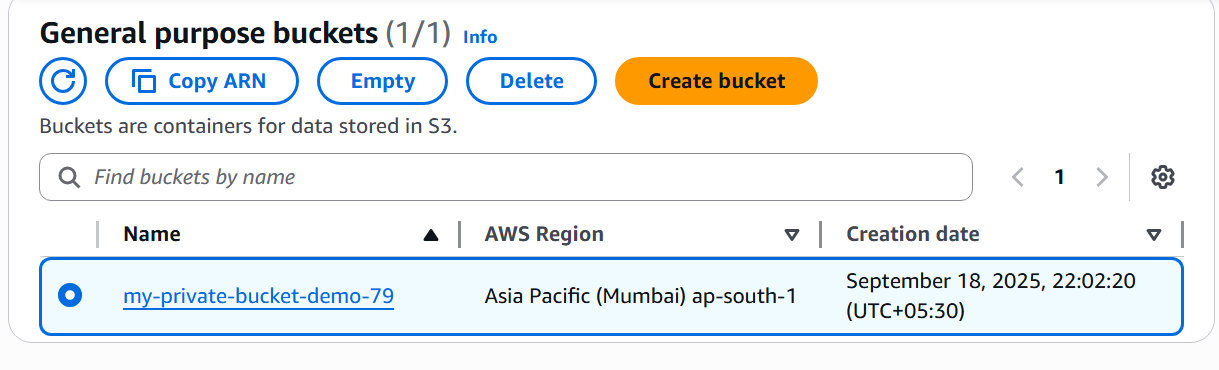 General purpose buckets (1/1) Info
Copy ARN Empty Delete Create bucket
Buckets are containers for data stored in S3.
Find buckets by name 1
Name AWS Region Creation date
my-private-bucket-demo-79 Asia Pacific (Mumbai) ap-south-1 September 18, 2025, 22:02:20
(UTC+05:30)